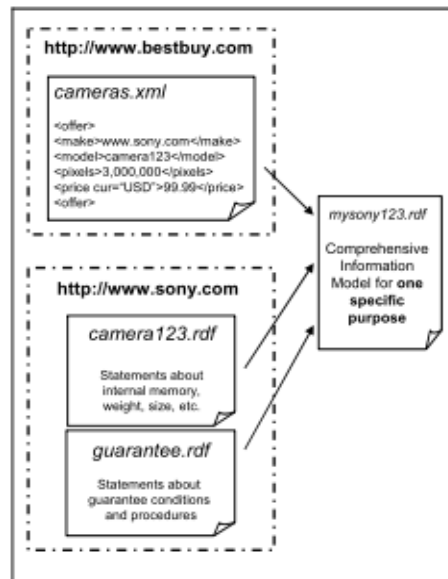 http://www.bestbuy.com
cameras.xml
<offer>
<make>www.sony.com</make>
<model>camera123</model>
<pixels>3,000,000</pixels>
<price cur="USD">99.99</price>
<offer>
mysony123.rdf
Comprehensive
Information
Model for one
specific
purpose
http://www.sony.com
camera123.rdf
Statements about
internal memory,
weight, size, etc.
guarantee.rdf
Statements about
guarantee conditions
and procedures